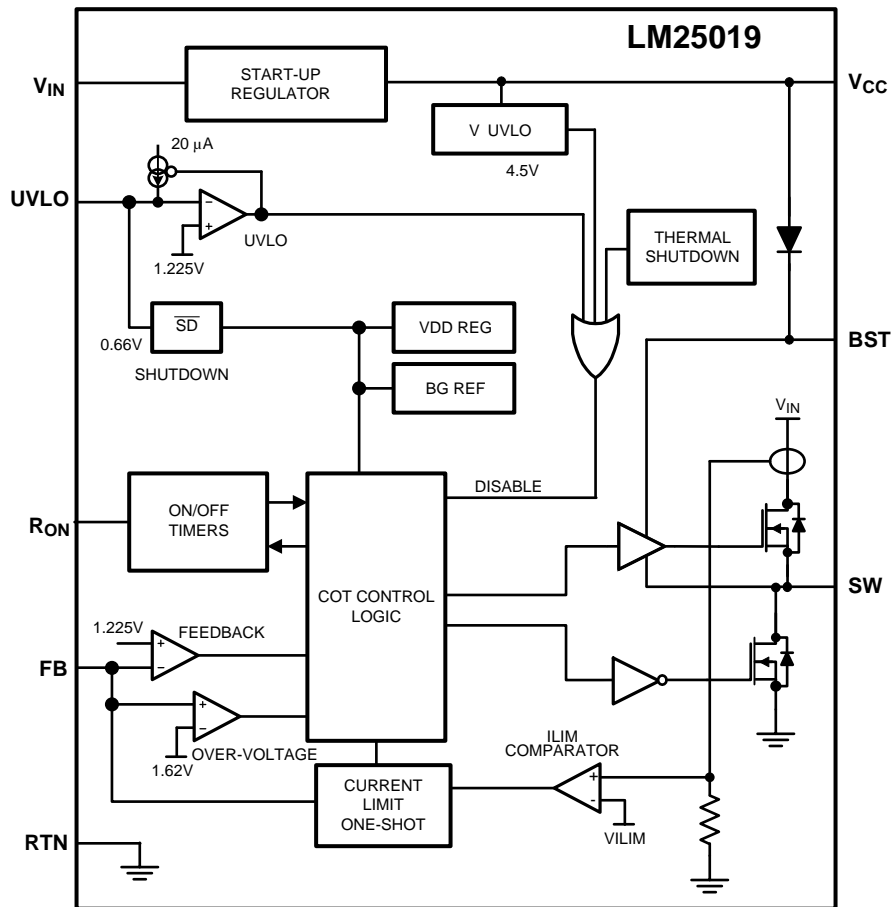 LM25019
VIN
START-UP
REGULATOR
VCC
20 µA
V UVLO
4.5V
UVLO
−
+
UVLO
1.225V
THERMAL
SHUTDOWN
0.66V
SD
VDD REG
BST
SHUTDOWN
BG REF
VIN
DISABLE
RON
ON/OFF
TIMERS
COT CONTROL
LOGIC
SW
1.225V
FEEDBACK
+
−
FB
+
−
OVER-VOLTAGE
1.62V
ILIM
COMPARATOR
CURRENT
LIMIT
ONE-SHOT
+
-
VILIM
RTN